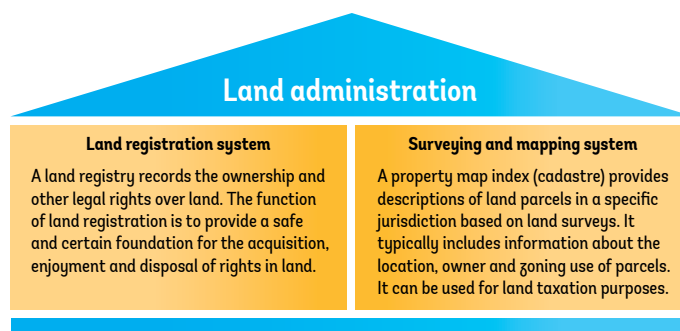 Land administration
Land registration system
A land registry records the ownership and
other legal rights over land. The function
of land registration is to provide a safe
and certain foundation for the acquisition,
enjoyment and disposal of rights in land.
Surveying and mapping system
A property map index (cadastre) provides
descriptions of land parcels in a specific
jurisdiction based on land surveys. It
typically includes information about the
location, owner and zoning use of parcels.
It can be used for land taxation purposes.